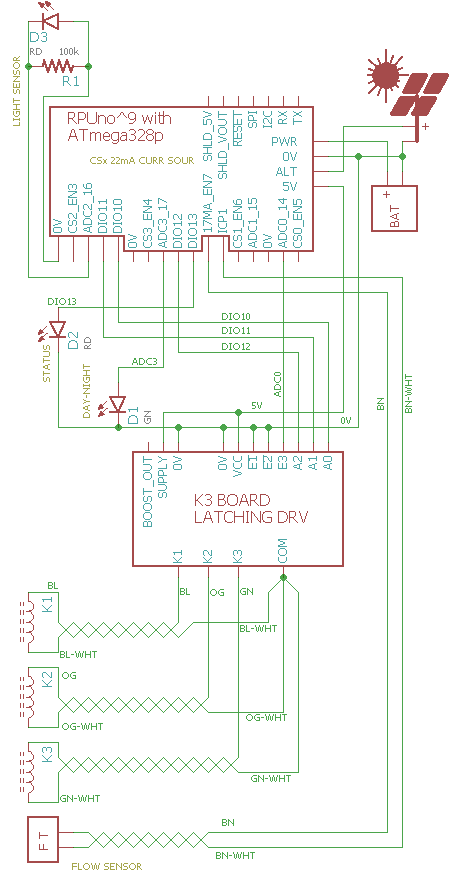 D3
RD
100k
R1
LIGHT SENSOR
RPUno^9 with
ATmega328p
CSx 22mA CURR SOUR
SHLD_5V
SHLD_VOUT
RESET
SPI
I2C
RX
TX
PWR
0V
ALT
5V
+
+
BAT
0V
CS2_EN3
ADC2_16
DIO11
DIO10
0V
CS3_EN4
ADC3_17
DIO12
DIO13
17MA_EN7
ICP1
CS1_EN6
ADC1_15
0V
ADC0_14
CS0_EN5
DIO13
D2
RD
STATUS
DIO10
DIO11
DIO12
ADC3
ADC0
DAY-NIGHT
D1
GN
5V
0V
BN
BN-WHT
BOOST_OUT
SUPPLY
0V
0V
VCC
E1
E2
E3
A2
A1
A0
K3 BOARD
LATCHING DRV
K1
K2
K3
COM
BL
BL
OG
GN
K1
BL-WHT
BL-WHT
OG
K2
OG-WHT
OG-WHT
K3
GN-WHT
GN-WHT
BN
FT
BN-WHT
FLOW SENSOR